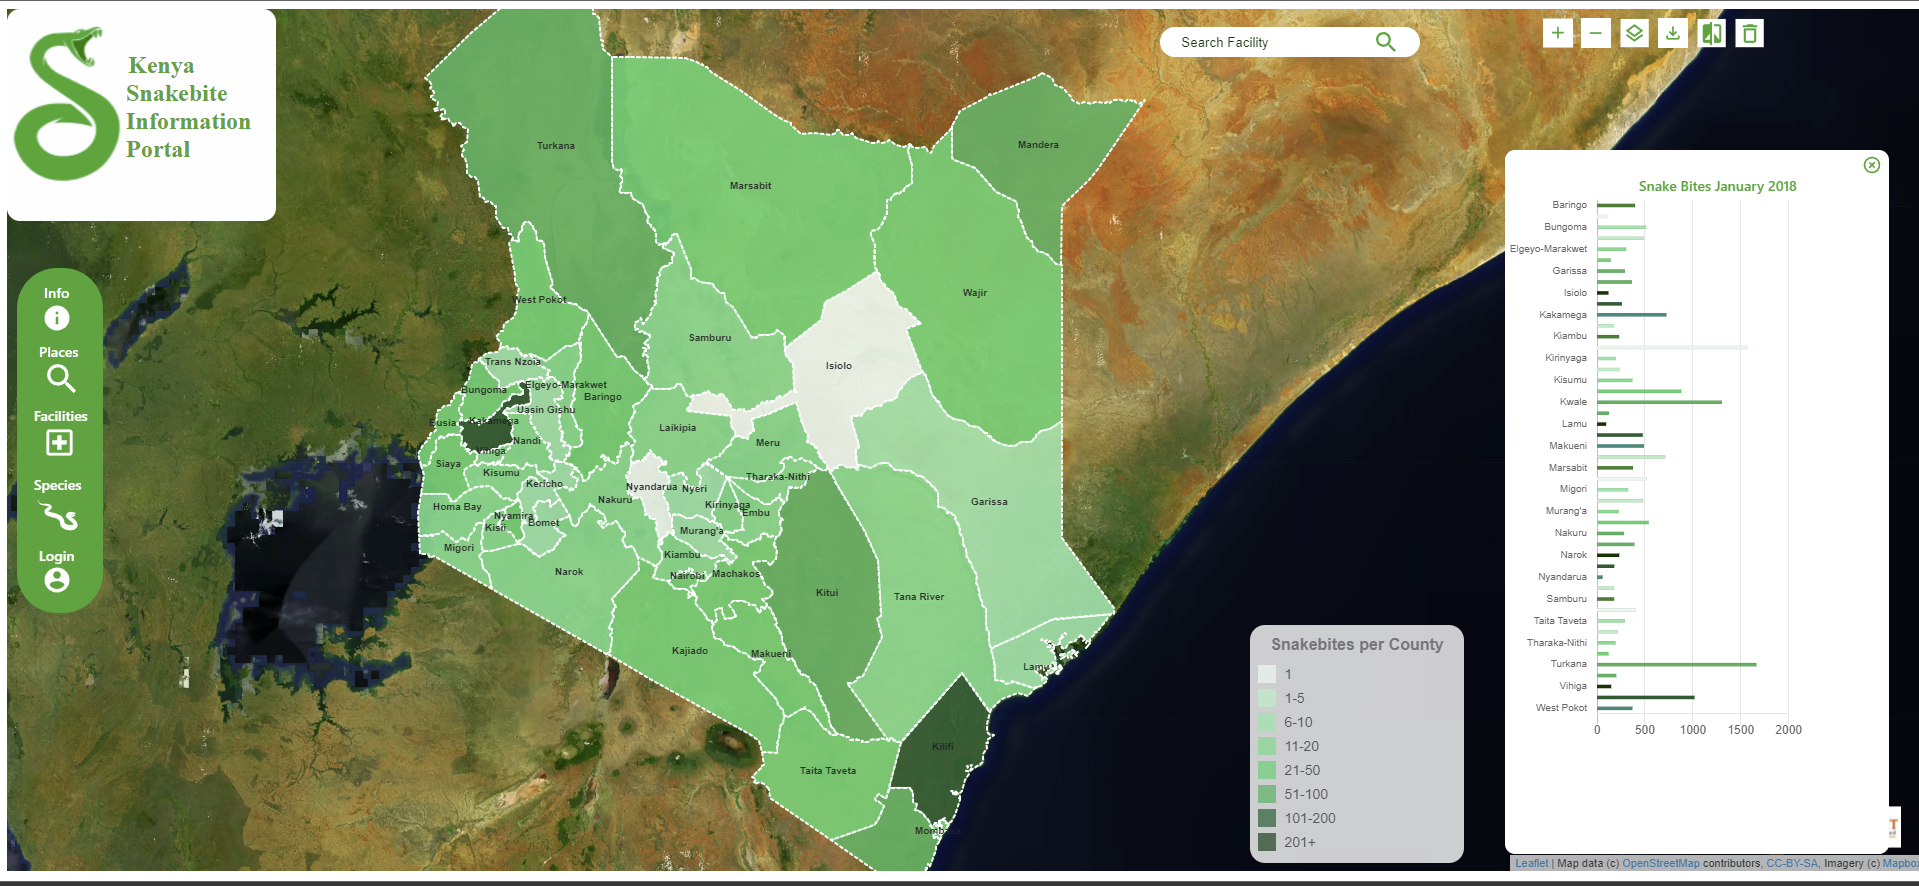 Kenya
Snakebite
Information
Portal
Search Facility
Info
Places
Facilities
Species
Login
Turkana
Marsabit
Mandera
Wajir
West Pokot
Samburu
Isiolo
Trans Nzoia
Bungoma
Elgeyo-Marakwet
Baringo
Uasin Gishu
Busia
Kakamega
Laikipia
Nandi
Meru
Vihiga
Siaya
Kisumu
Tharaka-Nithi
Kericho
Nyandarua
Nyeri
Nakuru
Garissa
Homa Bay
Kirinyaga
Embu
Nyamira
Kisii
Bomet
Murang'a
Migori
Kiambu
Narok
Nairobi
Machakos
Kitui
Tana River
Kajiado
Makueni
Lamu
Kilifi
Taita Taveta
Mombasa
Snakebites per County
1
1-5
6-10
11-20
21-50
51-100
101-200
201+
Snake Bites January 2018
Baringo
Bungoma
Elgeyo-Marakwet
Garissa
Isiolo
Kakamega
Kiambu
Kirinyaga
Kisumu
Kwale
Lamu
Makueni
Marsabit
Migori
Murang'a
Nakuru
Narok
Nyandarua
Samburu
Taita Taveta
Tharaka-Nithi
Turkana
Vihiga
West Pokot
0 500 1000 1500 2000
Leaflet | Map data (c) OpenStreetMap contributors, CC-BY-SA, Imagery (c) Mapbox